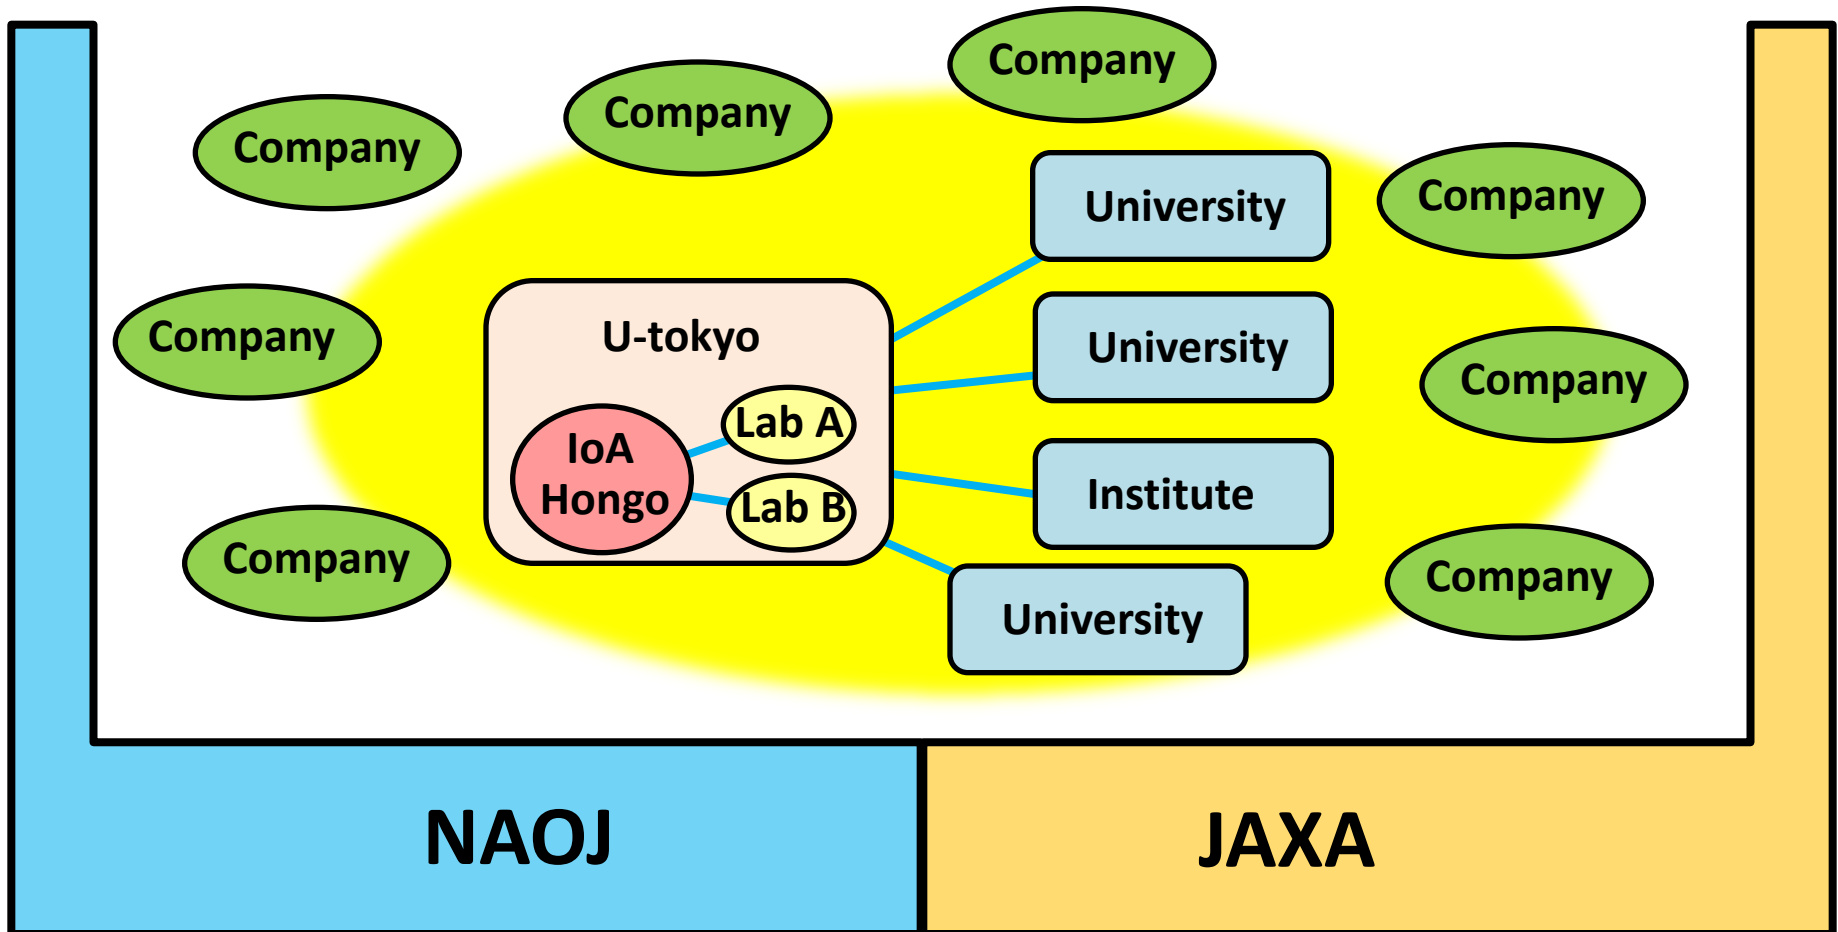 Company
Company
Company
Company
University
Company
University
U-tokyo
Company
Company
Lab A
IoA
Hongo
Lab B
Institute
Company
Company
University
NAOJ
JAXA